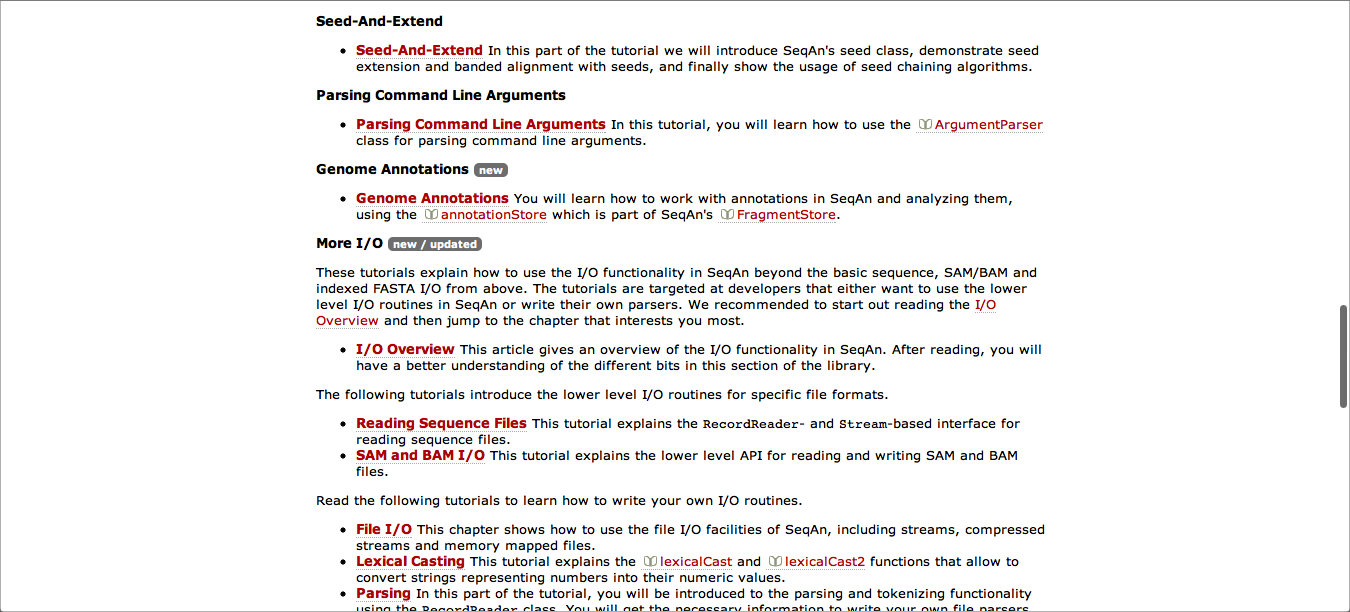 Seed-And-Extend
Seed-And-Extend In this part of the tutorial we will introduce SeqAn's seed class, demonstrate seed
extension and banded alignment with seeds, and finally show the usage of seed chaining algorithms.
Parsing Command Line Arguments
Parsing Command Line Arguments In this tutorial, you will learn how to use the ArgumentParser
class for parsing command line arguments.
Genome Annotations new
Genome Annotations You will learn how to work with annotations in SeqAn and analyzing them,
using the annotationStore which is part of SeqAn's FragmentStore.
More I/O new / updated
These tutorials explain how to use the I/O functionality in SeqAn beyond the basic sequence, SAM/BAM and
indexed FASTA I/O from above. The tutorials are targeted at developers that either want to use the lower
level I/O routines in SeqAn or write their own parsers. We recommended to start out reading the I/O
Overview and then jump to the chapter that interests you most.
I/O Overview This article gives an overview of the I/O functionality in SeqAn. After reading, you will
have a better understanding of the different bits in this section of the library.
The following tutorials introduce the lower level I/O routines for specific file formats.
Reading Sequence Files This tutorial explains the RecordReader- and Stream-based interface for
reading sequence files.
SAM and BAM I/O This tutorial explains the lower level API for reading and writing SAM and BAM
files.
Read the following tutorials to learn how to write your own I/O routines.
File I/O This chapter shows how to use the file I/O facilities of SeqAn, including streams, compressed
streams and memory mapped files.
Lexical Casting This tutorial explains the lexicalCast and lexicalCast2 functions that allow to
convert strings representing numbers into their numeric values.
Parsing In this part of the tutorial, you will be introduced to the parsing and tokenizing functionality
using the RecordReader class. You will get the necessary information to write your own file parsers.